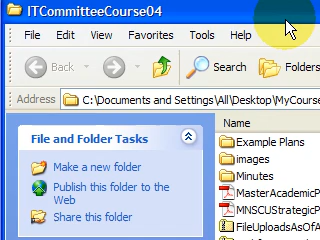 ITCommitteeCourse04
File Edit View Favorites Tools Help
Back Search Folders
Address C:\Documents and Settings\All\Desktop\MyCourse
File and Folder Tasks
Make a new folder
Publish this folder to the
Web
Share this folder
Name
Example Plans
images
Minutes
MasterAcademicP
MNSCUStrategicP
FileUploadsAsOfA